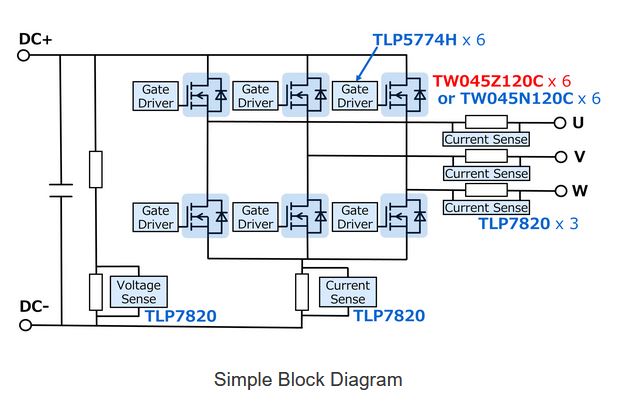 DC+
TLP5774H x 6
Gate
Driver
Gate
Driver
Gate
Driver
TW045Z120C x 6
or TW045N120C x 6
U
Current Sense
V
Current Sense
W
Current Sense
TLP7820 x 3
Gate
Driver
Gate
Driver
Gate
Driver
Voltage
Sense
TLP7820
Current
Sense
TLP7820
DC-
Simple Block Diagram